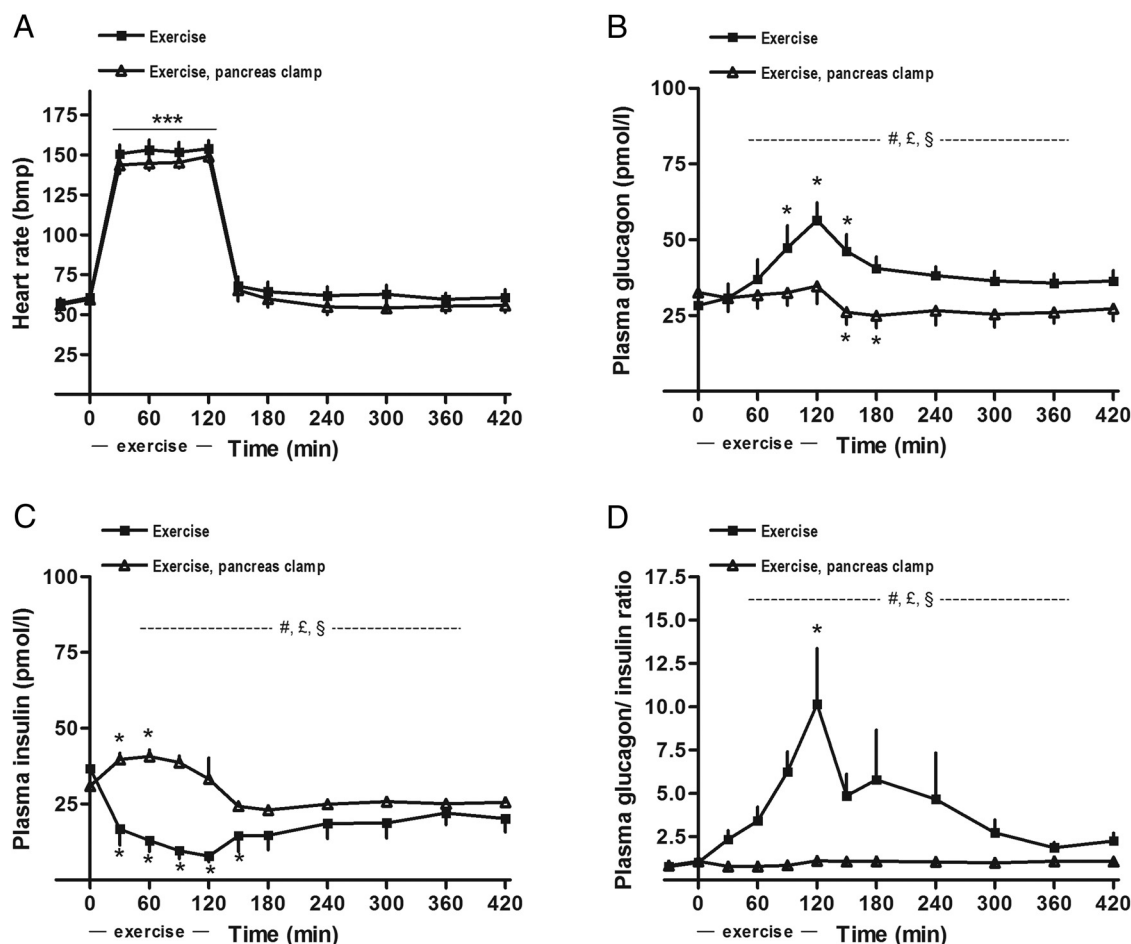 A
Exercise
Exercise, pancreas clamp
***
Heart rate (bmp)
175
150
125
100
75
50
25
0 60 120 180 240 300 360 420
— exercise — Time (min)
B
Exercise
Exercise, pancreas clamp
#, £, §
Plasma glucagon (pmol/l)
100
75
50
25
* * *
* *
0 60 120 180 240 300 360 420
— exercise — Time (min)
C
Exercise
Exercise, pancreas clamp
#, £, §
Plasma insulin (pmol/l)
100
75
50
25
* *
* * * * *
0 60 120 180 240 300 360 420
— exercise — Time (min)
D
Exercise
Exercise, pancreas clamp
#, £, §
*
Plasma glucagon/ insulin ratio
17.5
15.0
12.5
10.0
7.5
5.0
2.5
0 60 120 180 240 300 360 420
— exercise — Time (min)